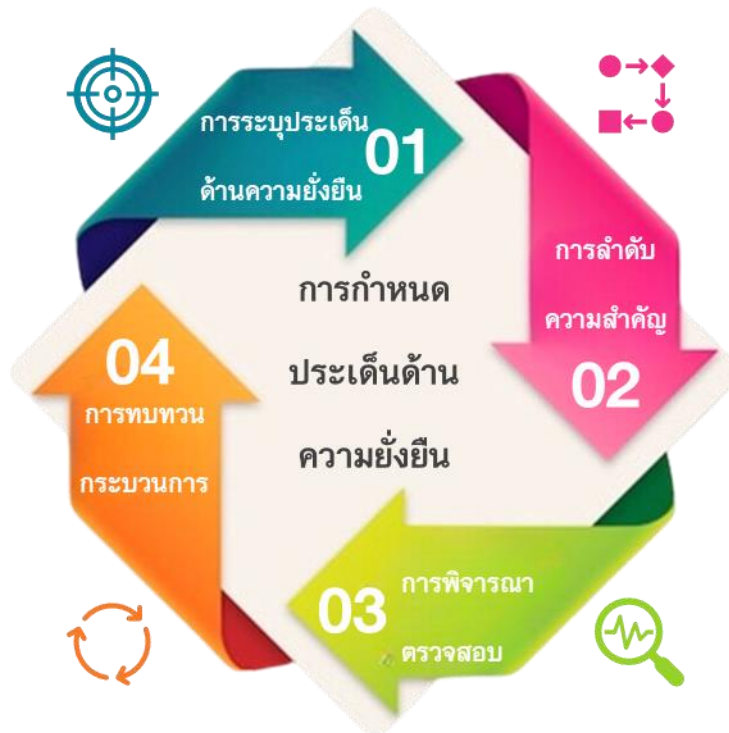 การระบุประเด็น
ด้านความยั่งยืน
01
การลำดับ
ความสำคัญ
02
การกำหนด
ประเด็นด้าน
ความยั่งยืน
03
การพิจารณา
ตรวจสอบ
04
การทบทวน
กระบวนการ